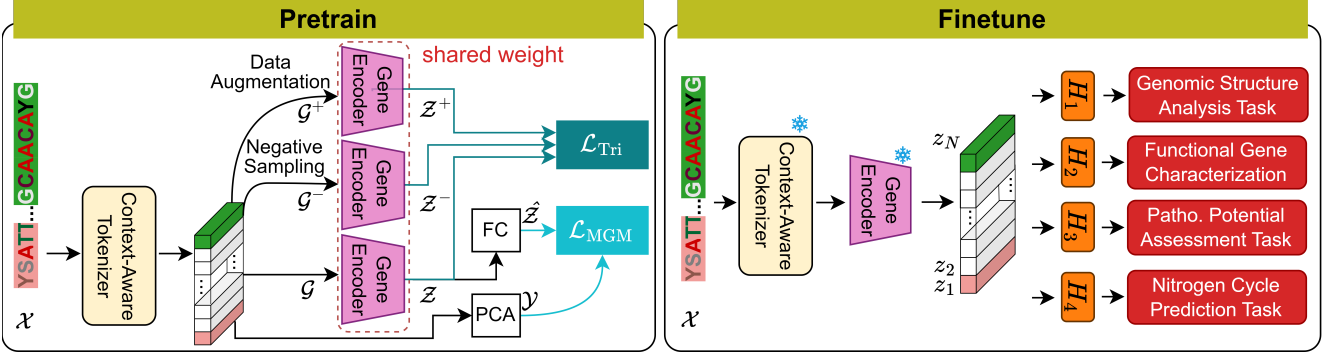 Pretrain
shared weight
Data
Augmentation
𝒢⁺
Gene
Encoder
𝒵⁺
Negative
Sampling
𝒢⁻
Gene
Encoder
𝒵⁻
ℒ_Tri
YSATT...GCAACAYG
𝒳
Context-Aware
Tokenizer
...
...
𝒢
Gene
Encoder
𝒵
FC
𝒵̂
ℒ_MGM
PCA
𝒴
Finetune
YSATT...GCAACAYG
𝒳
Context-Aware
Tokenizer
Gene
Encoder
z_N
...
...
z_2
z_1
H_1
Genomic Structure
Analysis Task
H_2
Functional Gene
Characterization
H_3
Patho. Potential
Assessment Task
H_4
Nitrogen Cycle
Prediction Task